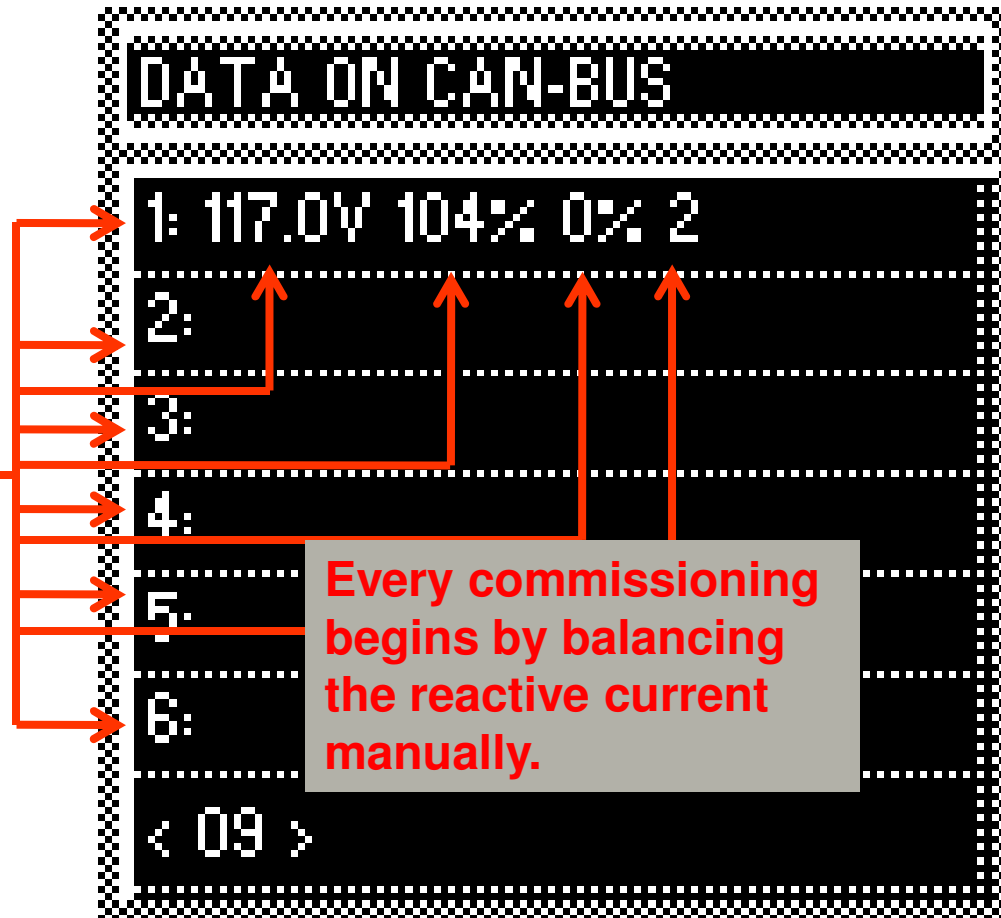 DATA ON CAN-BUS
1: 117.0V 104% 0% 2
2:
3:
4:
5:
6:
Every commissioning
begins by balancing
the reactive current
manually.
< 09 >